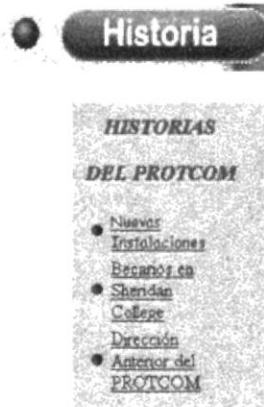 Historia
HISTORIAS
DEL PROTCOM
Nuevas
Instalaciones
Becarios en
Sheridan
College
Dirección
Anterior del
PROTCOM